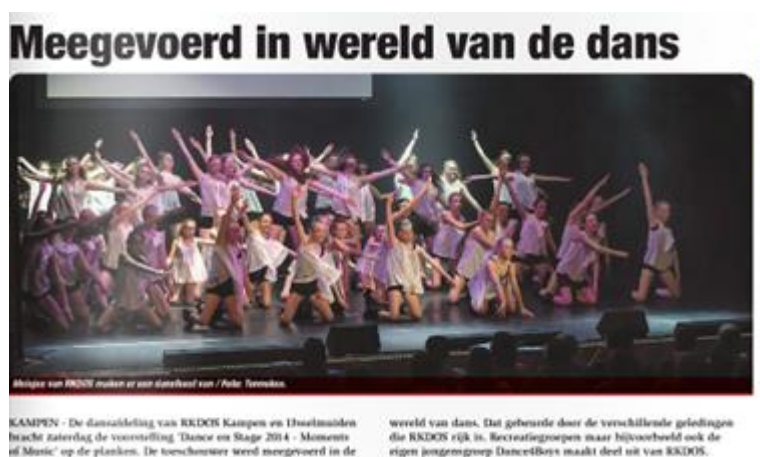 Meegevoerd in wereld van de dans
Meisjes van RKDOS maken er een dansfeest van / Foto: Tennekes.
KAMPEN - De dansafdeling van RKDOS Kampen en IJsselmuiden
bracht zaterdag de voorstelling 'Dance on Stage 2014 - Moments
of Music' op de planken. De toeschouwer werd meegevoerd in de
wereld van dans. Dat gebeurde door de verschillende geledingen
die RKDOS rijk is. Recreatiegroepen maar bijvoorbeeld ook de
eigen jongensgroep Dance4Boys maakt deel uit van RKDOS.